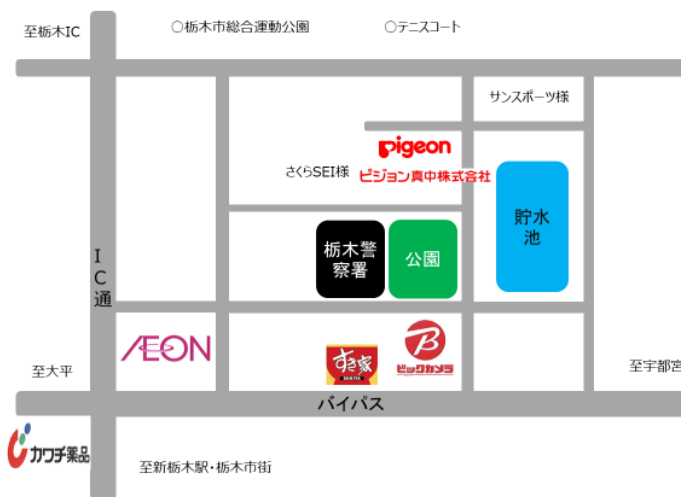 至栃木IC
○栃木市総合運動公園
○テニスコート
サンスポーツ様
pigeon
さくらSEI様
ピジョン真中株式会社
貯水
池
栃木警
察署
公園
IC通
ÆON
すき家
SUKIYA
B
ビックカメラ
至大平
至宇都宮
バイパス
カワチ薬品
至新栃木駅・栃木市街